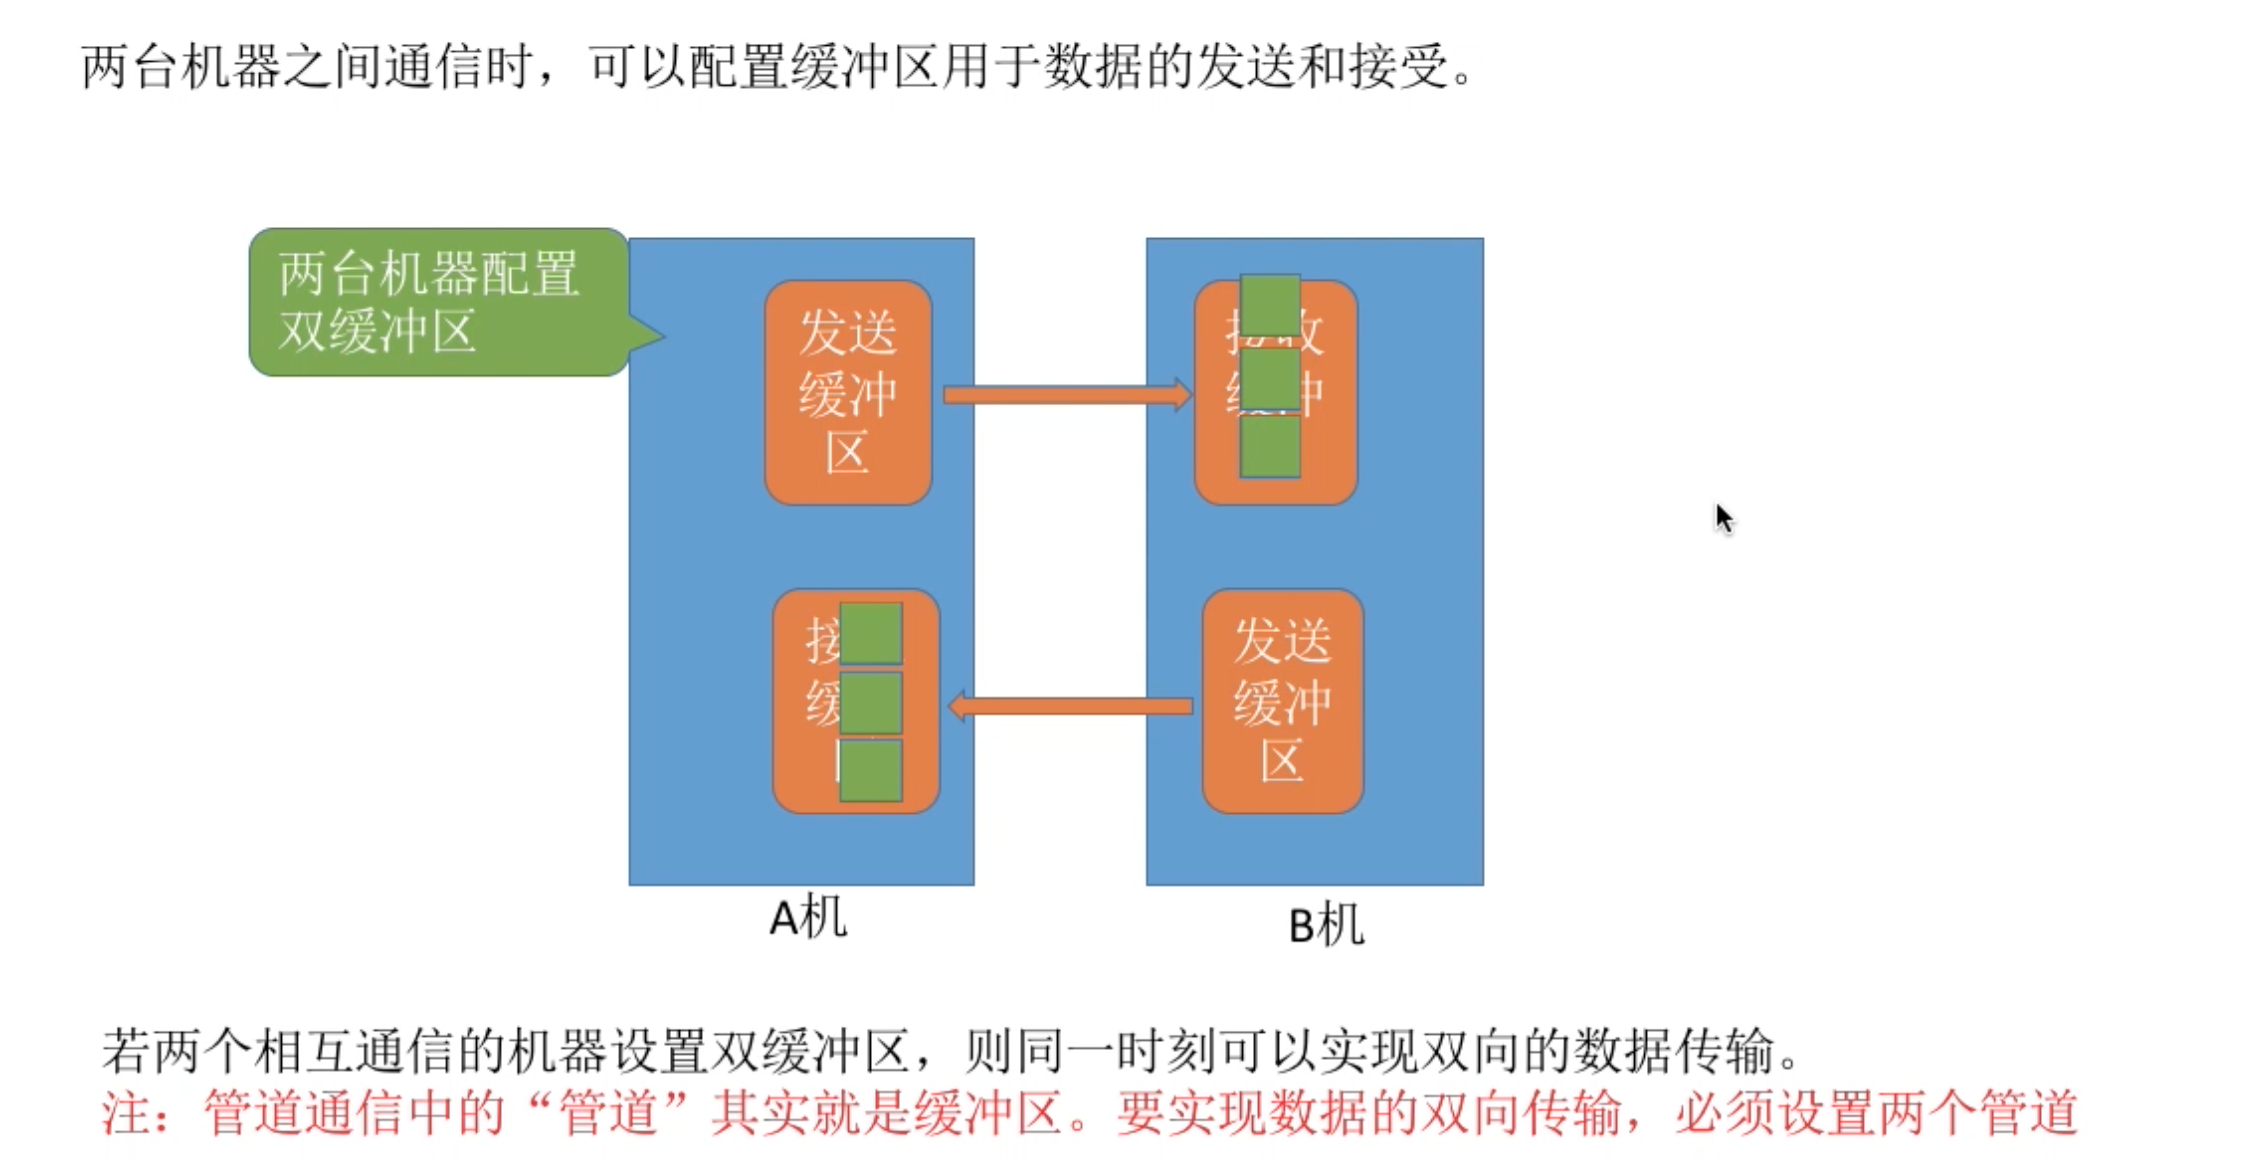 两台机器之间通信时，可以配置缓冲区用于数据的发送和接受。
两台机器配置
双缓冲区
发送
缓冲
区
收
冲
发送
缓冲
区
A机
B机
若两个相互通信的机器设置双缓冲区，则同一时刻可以实现双向的数据传输。
注：管道通信中的“管道”其实就是缓冲区。要实现数据的双向传输，必须设置两个管道